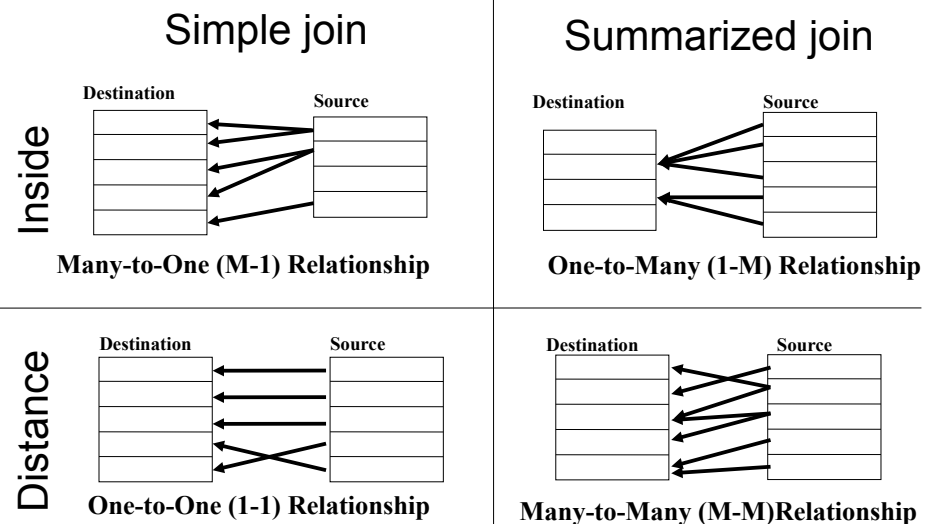 Simple join
Summarized join
Inside
Destination
Source
Many-to-One (M-1) Relationship
Destination
Source
One-to-Many (1-M) Relationship
Distance
Destination
Source
One-to-One (1-1) Relationship
Destination
Source
Many-to-Many (M-M)Relationship